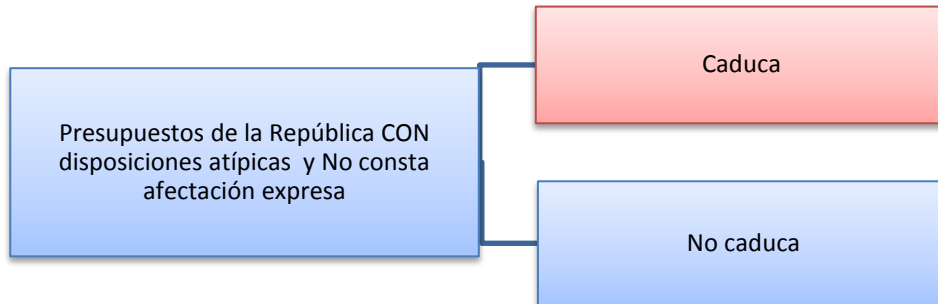 Presupuestos de la República CON
disposiciones atípicas y No consta
afectación expresa
Caduca
No caduca